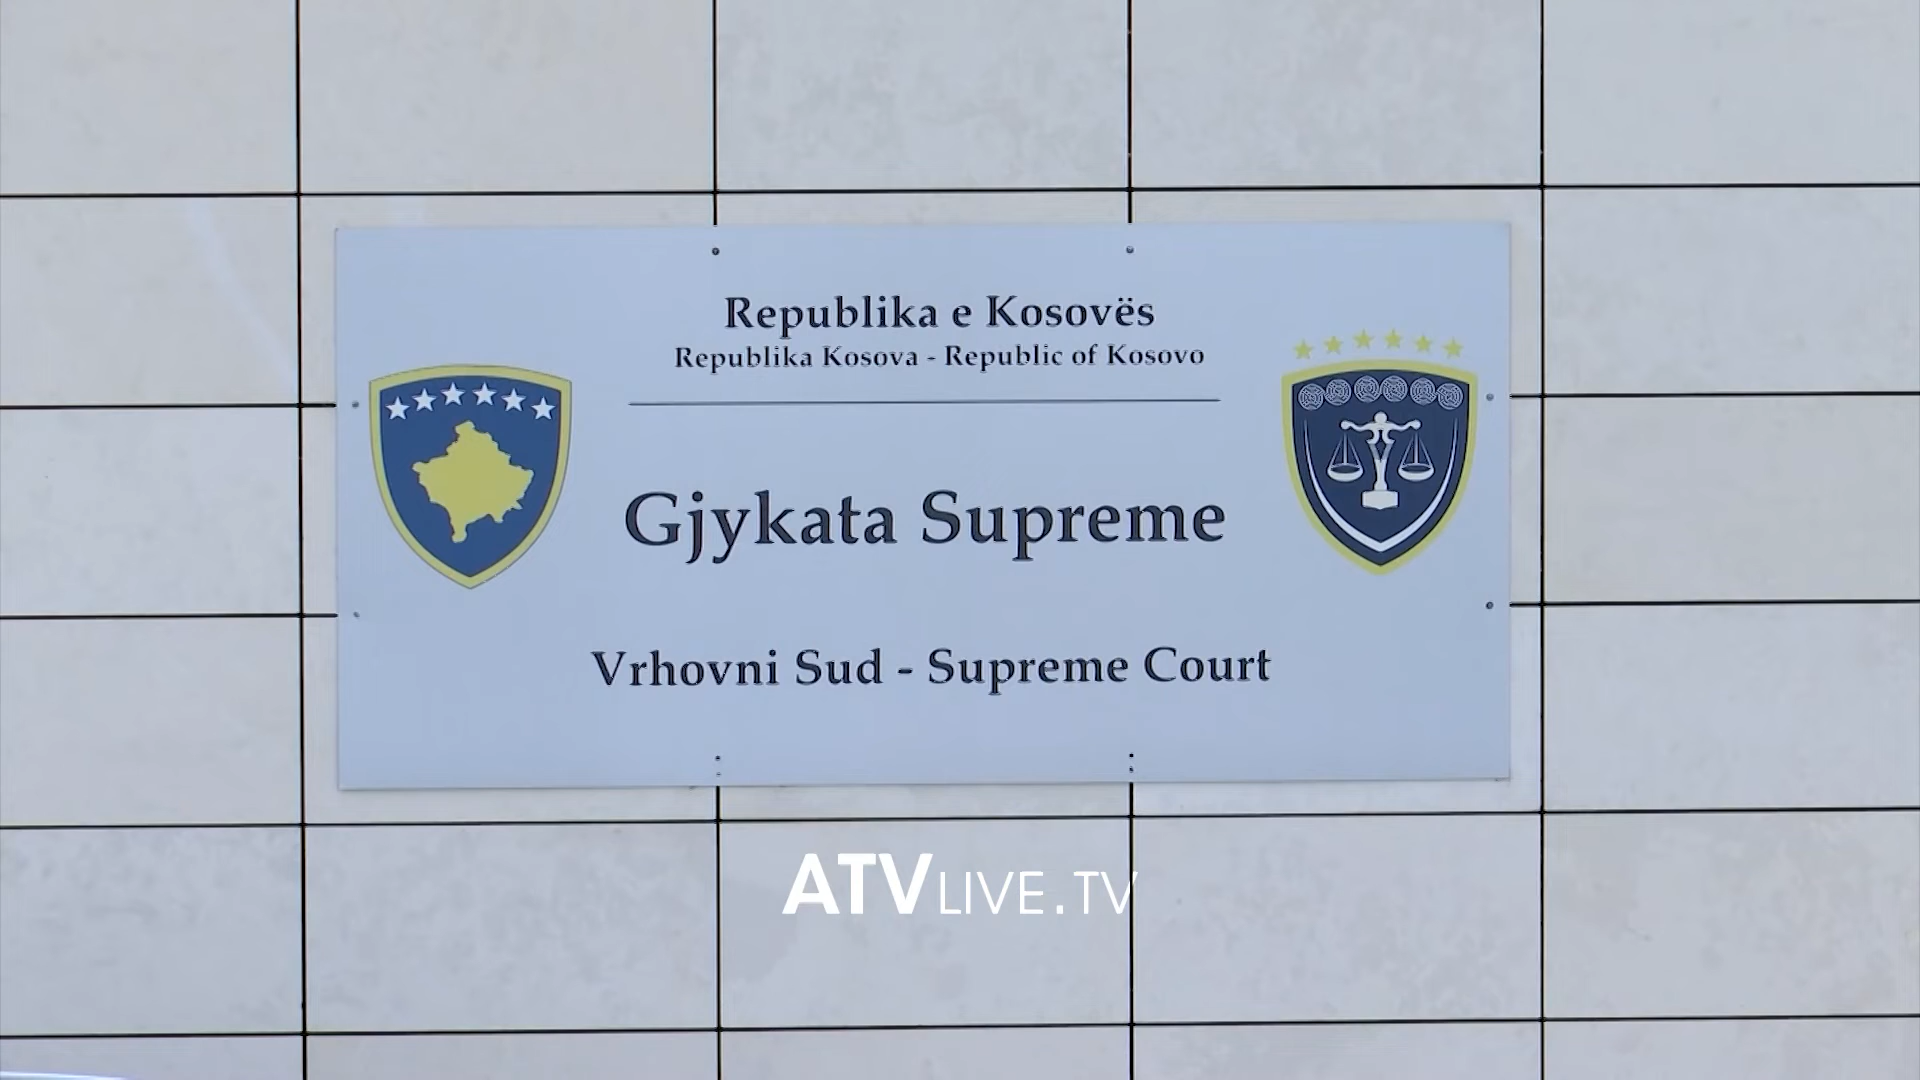 Republika e Kosovës
Republika Kosova - Republic of Kosovo
Gjykata Supreme
Vrhovni Sud - Supreme Court
ATVLIVE.TV